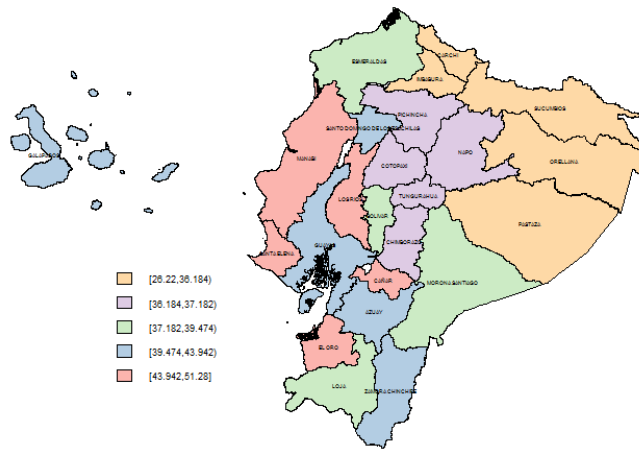 ESMERALDAS
CARCHI
IMBABURA
SUCUMBIOS
PICHINCHA
SANTO DOMINGO DE LOS
CHILAS
MANABI
COTOPAXI
NAPO
ORELLANA
GALAPAGOS
LOS RIOS
TUNGURAHUA
BOLIVAR
PASTAZA
GUAYAS
CHIMBORAZO
SANTA ELENA
CAÑAR
MORONA SANTIAGO
AZUAY
EL ORO
LOJA
ZAMORA CHINCHIPE
[26.22,36.184)
[36.184,37.182)
[37.182,39.474)
[39.474,43.942)
[43.942,51.28)